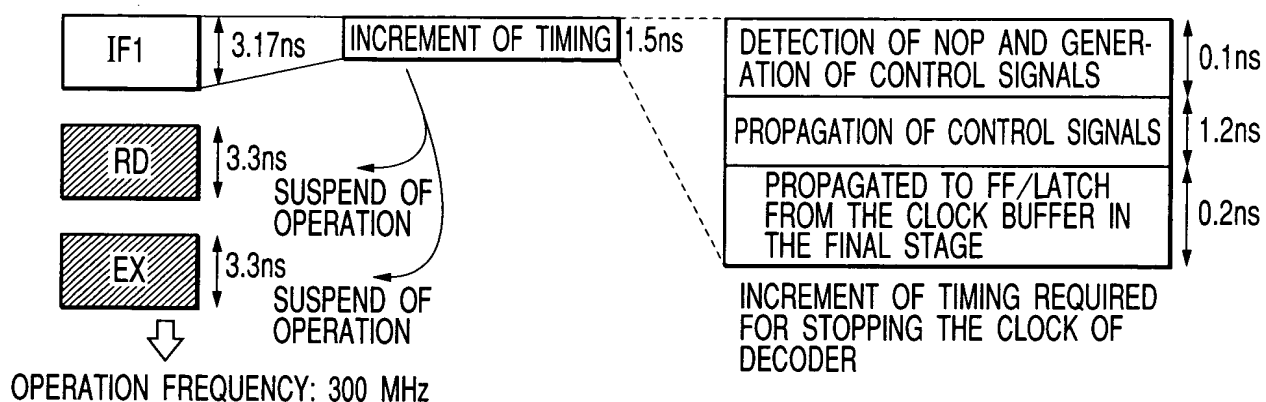 IF1
3.17ns
INCREMENT OF TIMING
1.5ns
DETECTION OF NOP AND GENER-
ATION OF CONTROL SIGNALS
0.1ns
PROPAGATION OF CONTROL SIGNALS
1.2ns
PROPAGATED TO FF/LATCH
FROM THE CLOCK BUFFER IN
THE FINAL STAGE
0.2ns
RD
3.3ns
SUSPEND OF
OPERATION
EX
3.3ns
SUSPEND OF
OPERATION
INCREMENT OF TIMING REQUIRED
FOR STOPPING THE CLOCK OF
DECODER
OPERATION FREQUENCY: 300 MHz